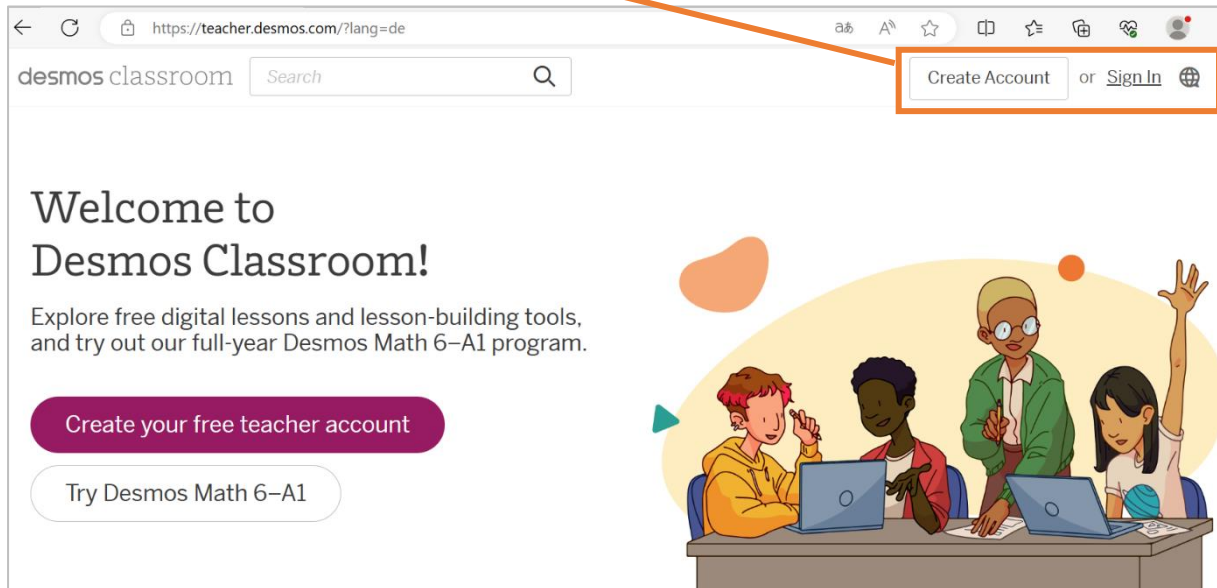 https://teacher.desmos.com/?lang=de
desmos classroom Search Create Account or Sign In
Welcome to
Desmos Classroom!
Explore free digital lessons and lesson-building tools,
and try out our full-year Desmos Math 6–A1 program.
Create your free teacher account
Try Desmos Math 6–A1